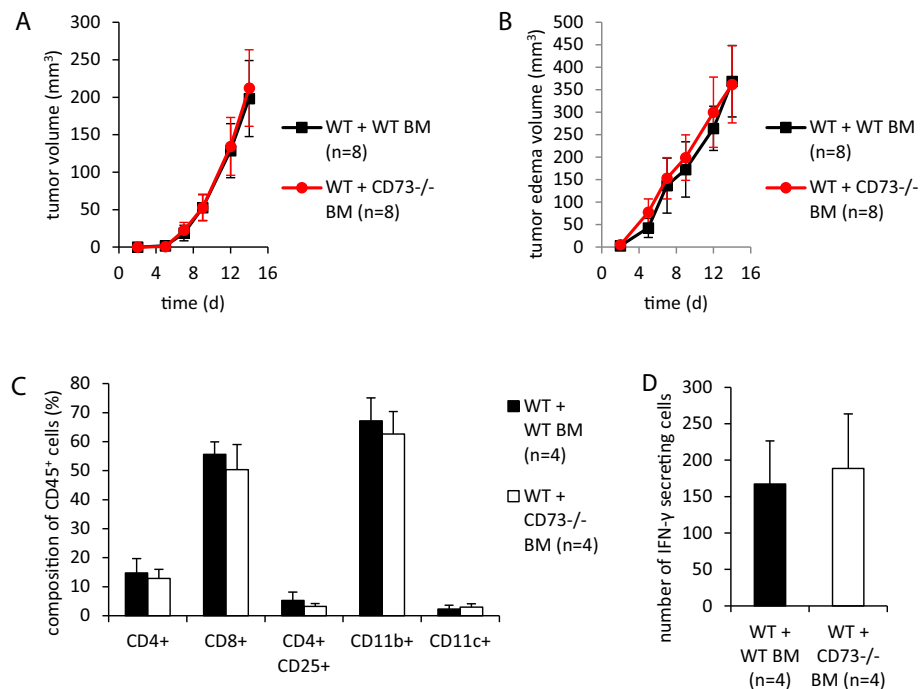 A
tumor volume (mm³)
250
200
150
100
50
0
0 4 8 12 16
time (d)
WT + WT BM
(n=8)
WT + CD73-/-
BM (n=8)
B
tumor edema volume (mm³)
500
450
400
350
300
250
200
150
100
50
0
0 4 8 12 16
time (d)
WT + WT BM
(n=8)
WT + CD73-/-
BM (n=8)
C
composition of CD45⁺ cells (%)
80
70
60
50
40
30
20
10
0
CD4+ CD8+ CD4+ CD11b+ CD11c+
CD25+
WT +
WT BM
(n=4)
WT +
CD73-/-
BM (n=4)
D
number of IFN-γ secreting cells
300
250
200
150
100
50
0
WT + WT +
WT BM CD73-/-
(n=4) BM (n=4)